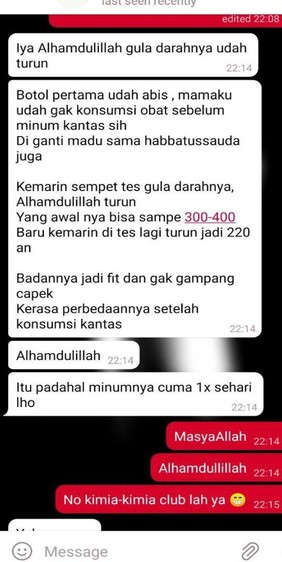 last seen recently
edited 22:08
Iya Alhamdulillah gula darahnya udah
turun
22:14
Botol pertama udah abis , mamaku
udah gak konsumsi obat sebelum
minum kantas sih
Di ganti madu sama habbatussauda
juga
Kemarin sempet tes gula darahnya,
Alhamdulillah turun
Yang awal nya bisa sampe 300-400
Baru kemarin di tes lagi turun jadi 220
an
Badannya jadi fit dan gak gampang
capek
Kerasa perbedaannya setelah
konsumsi kantas
22:14
Alhamdulillah 22:14
Itu padahal minumnya cuma 1x sehari
lho
22:14
MasyaAllah 22:14
Alhamdullillah 22:14
No kimia-kimia club lah ya 😁 22:15
Message